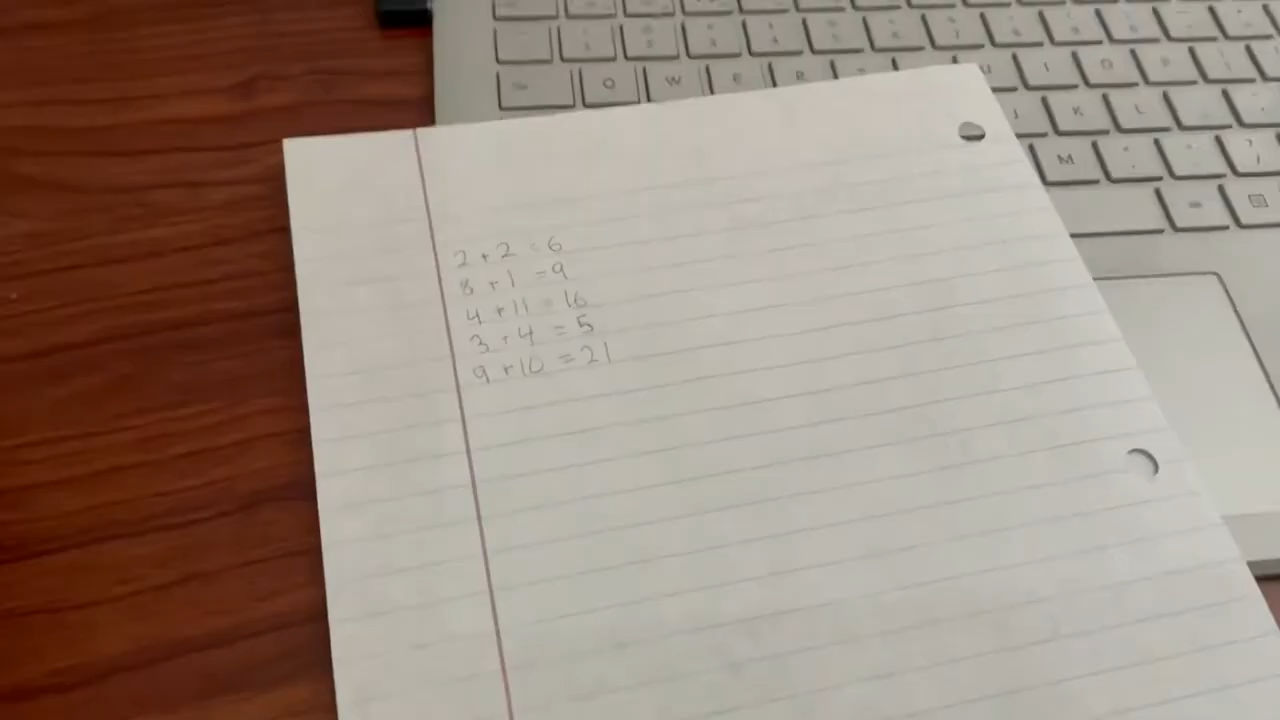 2 + 2 = 6
8 + 1 = 9
4 + 11 = 16
3 + 4 = 5
9 + 10 = 21
Q W E R
U I O P
J K L
M